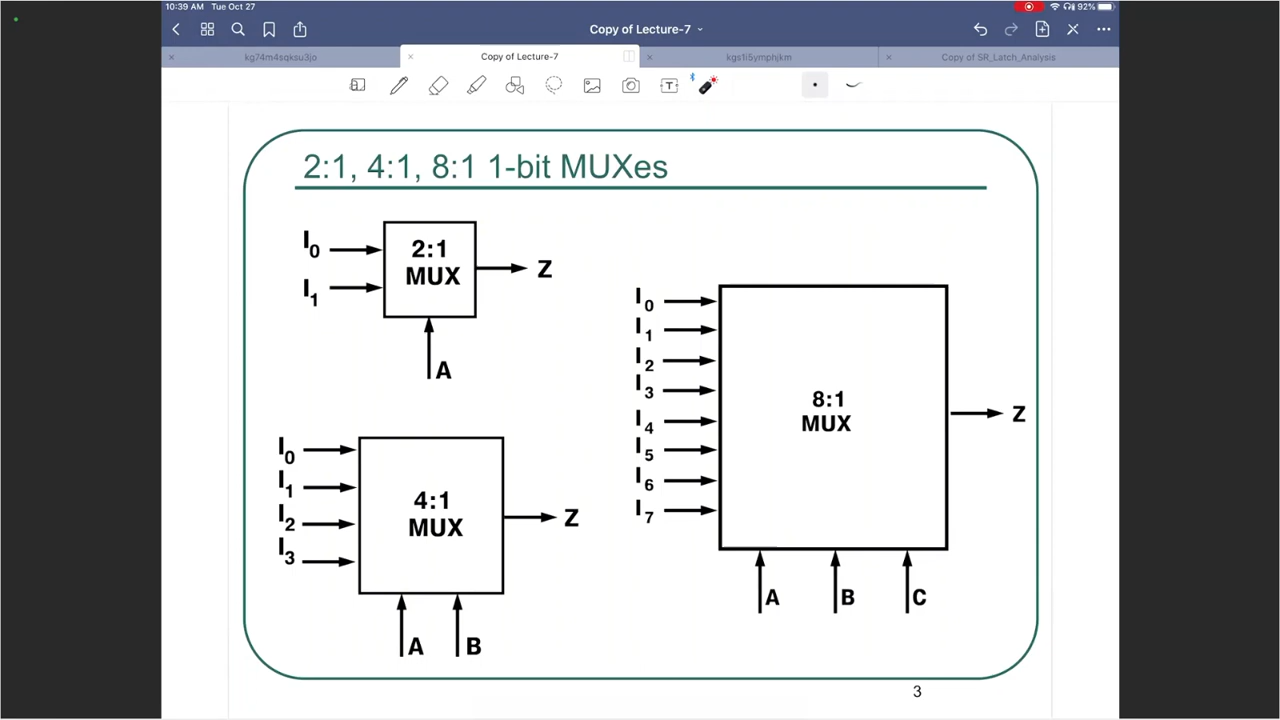 10:39 AM Tue Oct 27
92%
Copy of Lecture-7
kg74m4sqksu3jo
Copy of Lecture-7
kgs1i5ymphjkm
Copy of SR_Latch_Analysis
T
2:1, 4:1, 8:1 1-bit MUXes
I0
I1
2:1
MUX
Z
A
I0
I1
I2
I3
4:1
MUX
Z
A B
I0
I1
I2
I3
I4
I5
I6
I7
8:1
MUX
Z
A B C
3